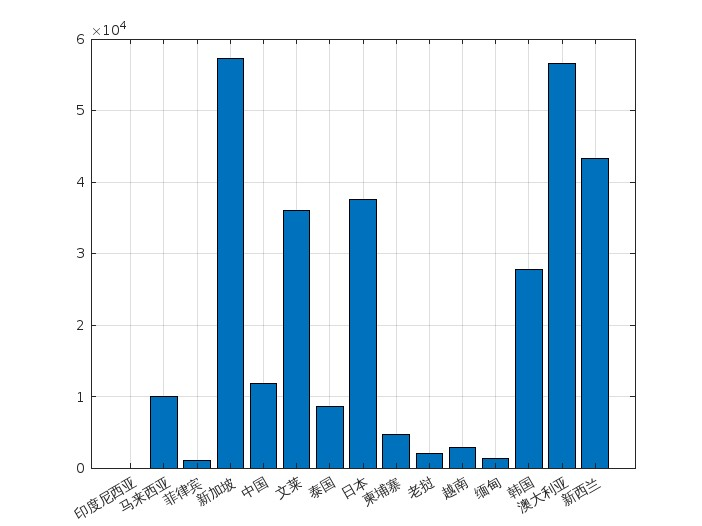 ×10⁴
6
5
4
3
2
1
0
印度尼西亚
马来西亚
菲律宾
新加坡
中国
文莱
泰国
日本
柬埔寨
老挝
越南
缅甸
韩国
澳大利亚
新西兰